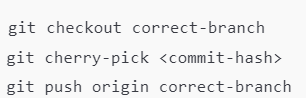 git checkout correct-branch
git cherry-pick <commit-hash>
git push origin correct-branch